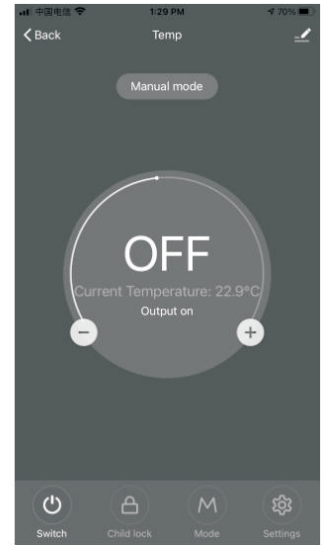 中国电信 1:29 PM 70%
Back Temp
Manual mode
OFF
Current Temperature: 22.9°C
Output on
Switch Child lock Mode Settings